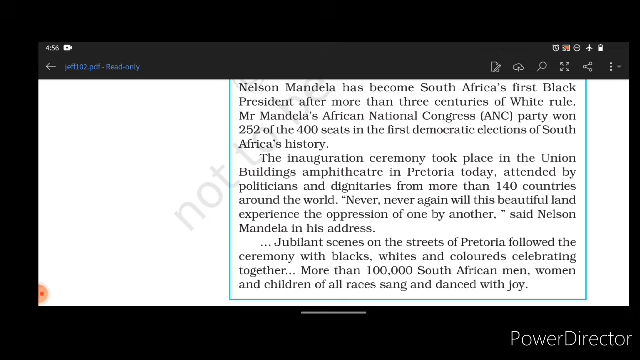 4:56
jeff102.pdf - Read-only
Nelson Mandela has become South Africa's first Black
President after more than three centuries of White rule.
Mr Mandela's African National Congress (ANC) party won
252 of the 400 seats in the first democratic elections of South
Africa's history.
The inauguration ceremony took place in the Union
Buildings amphitheatre in Pretoria today, attended by
politicians and dignitaries from more than 140 countries
around the world. “Never, never again will this beautiful land
experience the oppression of one by another, ” said Nelson
Mandela in his address.
... Jubilant scenes on the streets of Pretoria followed the
ceremony with blacks, whites and coloureds celebrating
together... More than 100,000 South African men, women
and children of all races sang and danced with joy.
not to
PowerDirector